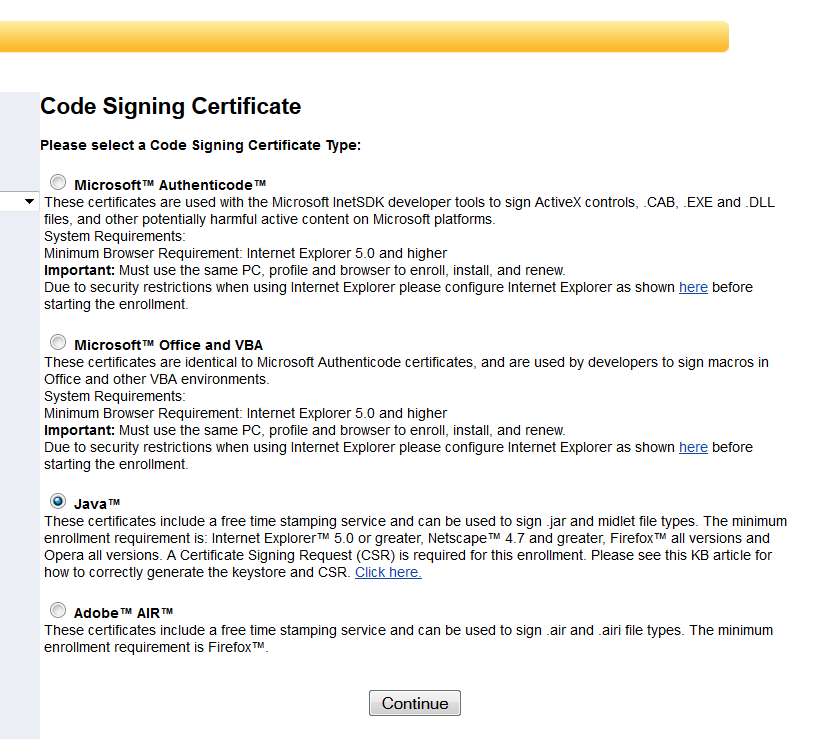 Code Signing Certificate
Please select a Code Signing Certificate Type:
Microsoft™ Authenticode™
These certificates are used with the Microsoft InetSDK developer tools to sign ActiveX controls, .CAB, .EXE and .DLL
files, and other potentially harmful active content on Microsoft platforms.
System Requirements:
Minimum Browser Requirement: Internet Explorer 5.0 and higher
Important: Must use the same PC, profile and browser to enroll, install, and renew.
Due to security restrictions when using Internet Explorer please configure Internet Explorer as shown here before
starting the enrollment.
Microsoft™ Office and VBA
These certificates are identical to Microsoft Authenticode certificates, and are used by developers to sign macros in
Office and other VBA environments.
System Requirements:
Minimum Browser Requirement: Internet Explorer 5.0 and higher
Important: Must use the same PC, profile and browser to enroll, install, and renew.
Due to security restrictions when using Internet Explorer please configure Internet Explorer as shown here before
starting the enrollment.
Java™
These certificates include a free time stamping service and can be used to sign .jar and midlet file types. The minimum
enrollment requirement is: Internet Explorer™ 5.0 or greater, Netscape™ 4.7 and greater, Firefox™ all versions and
Opera all versions. A Certificate Signing Request (CSR) is required for this enrollment. Please see this KB article for
how to correctly generate the keystore and CSR. Click here.
Adobe™ AIR™
These certificates include a free time stamping service and can be used to sign .air and .airi file types. The minimum
enrollment requirement is Firefox™.
Continue